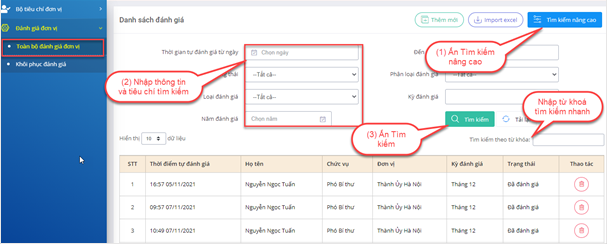 Bộ tiêu chí đơn vị
Đánh giá đơn vị
Toàn bộ đánh giá đơn vị
Khôi phục đánh giá
Danh sách đánh giá
Thêm mới
Import excel
Tìm kiếm nâng cao
(1) Ấn Tìm kiếm
nâng cao
Thời gian tự đánh giá từ ngày
Chọn ngày
Đến
(2) Nhập thông tin
và tiêu chí tìm kiếm
thái
--Tất cả--
Phân loại đánh giá
--Tất cả--
Loại đánh giá
--Tất cả--
Kỳ đánh giá
Năm đánh giá
Chọn năm
Tìm kiếm
Tải lạ
(3) Ấn Tìm
kiếm
Nhập từ khoá
tìm kiếm nhanh
Hiển thị 10 dữ liệu
Tìm kiếm theo từ khóa:
STT Thời điểm tự đánh giá Họ tên Chức vụ Đơn vị Kỳ đánh giá Trạng thái Thao tác
1 16:57 05/11/2021 Nguyễn Ngọc Tuấn Phó Bí thư Thành Ủy Hà Nội Tháng 12 Đã đánh giá
2 09:57 07/11/2021 Nguyễn Ngọc Tuấn Phó Bí thư Thành Ủy Hà Nội Tháng 12 Đã đánh giá
3 10:49 07/11/2021 Nguyễn Ngọc Tuấn Phó Bí thư Thành Ủy Hà Nội Tháng 12 Đã đánh giá